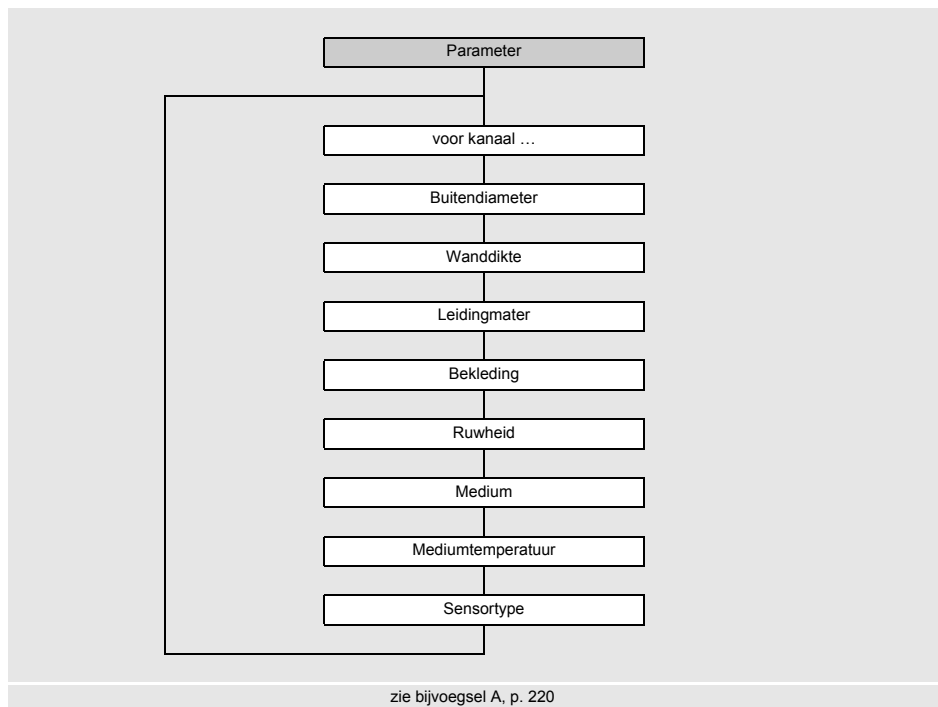 Parameter
voor kanaal …
Buitendiameter
Wanddikte
Leidingmater
Bekleding
Ruwheid
Medium
Mediumtemperatuur
Sensortype
zie bijvoegsel A, p. 220